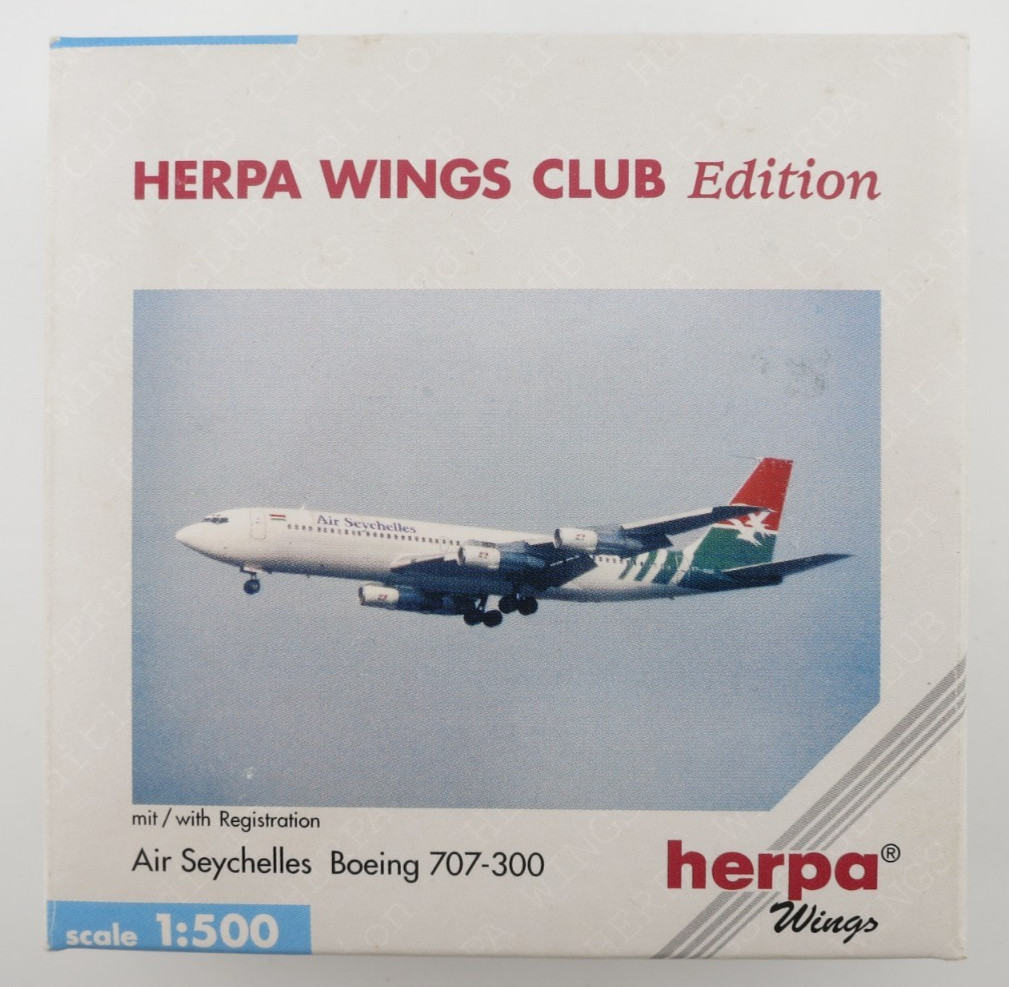 HERPA WINGS CLUB Edition
Air Seychelles
mit / with Registration
Air Seychelles Boeing 707-300
herpa®
Wings
scale 1:500